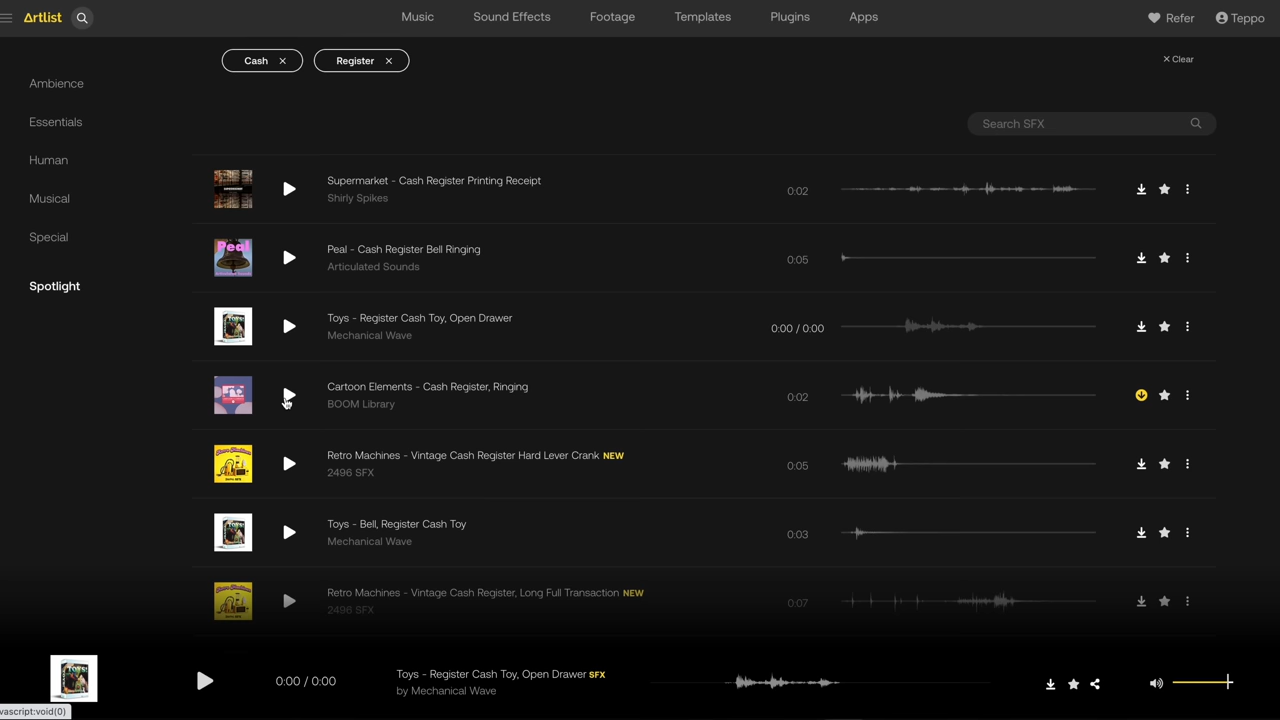 Artlist
Music
Sound Effects
Footage
Templates
Plugins
Apps
Refer
Teppo
Cash ×
Register ×
× Clear
Ambience
Essentials
Human
Musical
Special
Spotlight
Search SFX
Supermarket - Cash Register Printing Receipt
Shirly Spikes
0:02
Peal
Peal - Cash Register Bell Ringing
Articulated Sounds
0:05
Toys - Register Cash Toy, Open Drawer
Mechanical Wave
0:00 / 0:00
Cartoon Elements - Cash Register, Ringing
BOOM Library
0:02
Retro Machines - Vintage Cash Register Hard Lever Crank NEW
2496 SFX
0:05
Toys - Bell, Register Cash Toy
Mechanical Wave
0:03
Retro Machines - Vintage Cash Register, Long Full Transaction NEW
2496 SFX
0:07
0:00 / 0:00
Toys - Register Cash Toy, Open Drawer SFX
by Mechanical Wave
vascript:void(0)